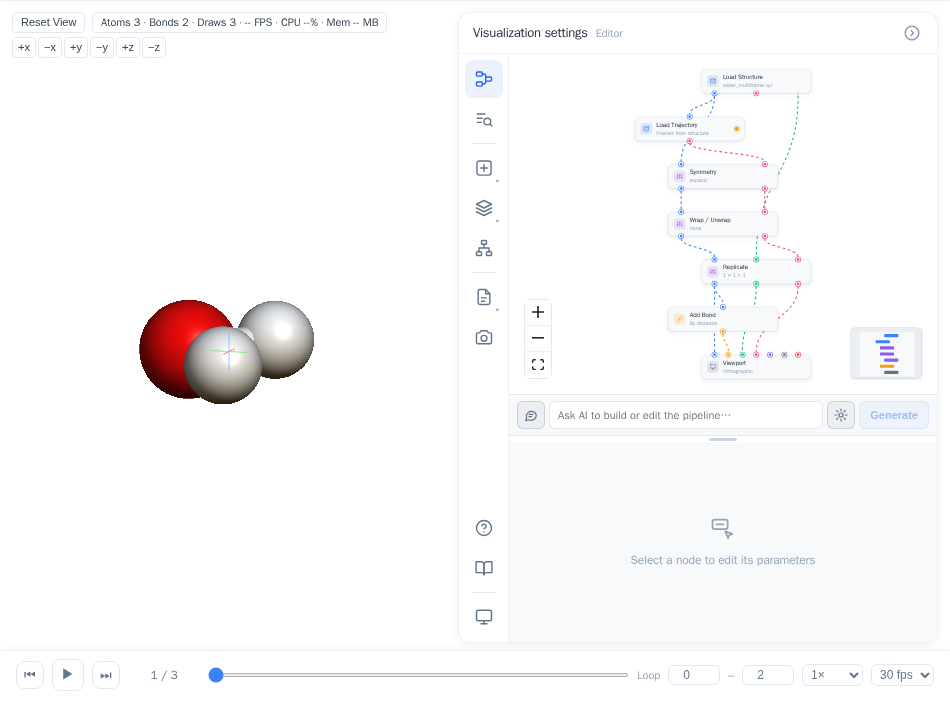 Reset View
Atoms 3 · Bonds 2 · Draws 3 · -- FPS · CPU --% · Mem -- MB
+x −x +y −y +z −z
Visualization settings Editor
Load Structure
water_multiframe.xyz
Load Trajectory
Frames from structure
Symmetry
expand
Wrap / Unwrap
none
Replicate
1 × 1 × 1
Add Bond
By distance
Viewport
Orthographic
Ask AI to build or edit the pipeline…
Generate
Select a node to edit its parameters
1 / 3
Loop 0 – 2 1× 30 fps